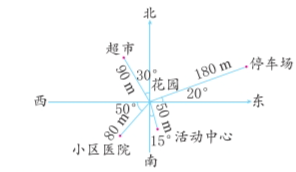 北
超市
停车场
90 m
30°
花园
180 m
20°
西
东
50°
80 m
50 m
15°
活动中心
小区医院
南